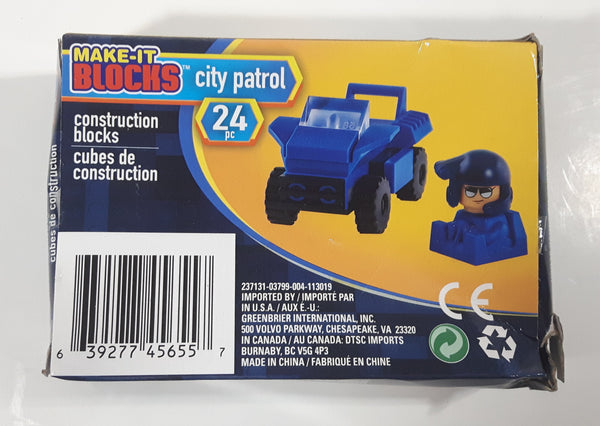 MAKE-IT
BLOCKS™
city patrol
24
pc
construction
blocks
cubes de
construction
cubes de construction
237131-03799-004-113019
IMPORTED BY / IMPORTÉ PAR
IN U.S.A. / AUX É.-U.:
GREENBRIER INTERNATIONAL, INC.
500 VOLVO PARKWAY, CHESAPEAKE, VA 23320
IN CANADA / AU CANADA: DTSC IMPORTS
BURNABY, BC V5G 4P3
MADE IN CHINA / FABRIQUÉ EN CHINE
CE
6 39277 45655 7